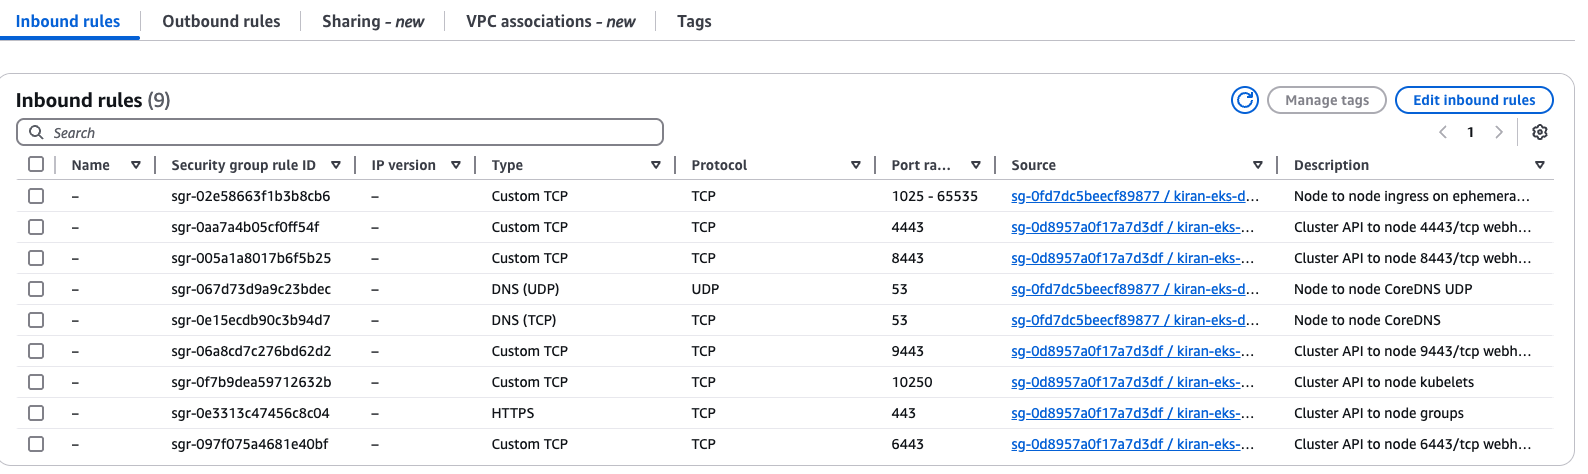 Inbound rules Outbound rules Sharing - new VPC associations - new Tags
Inbound rules (9) Manage tags Edit inbound rules
Search 1
Name Security group rule ID IP version Type Protocol Port ra... Source Description
– sgr-02e58663f1b3b8cb6 – Custom TCP TCP 1025 - 65535 sg-0fd7dc5beecf89877 / kiran-eks-d... Node to node ingress on ephemera...
– sgr-0aa7a4b05cf0ff54f – Custom TCP TCP 4443 sg-0d8957a0f17a7d3df / kiran-eks-... Cluster API to node 4443/tcp webh...
– sgr-005a1a8017b6f5b25 – Custom TCP TCP 8443 sg-0d8957a0f17a7d3df / kiran-eks-... Cluster API to node 8443/tcp webh...
– sgr-067d73d9a9c23bdec – DNS (UDP) UDP 53 sg-0fd7dc5beecf89877 / kiran-eks-d... Node to node CoreDNS UDP
– sgr-0e15ecdb90c3b94d7 – DNS (TCP) TCP 53 sg-0fd7dc5beecf89877 / kiran-eks-d... Node to node CoreDNS
– sgr-06a8cd7c276bd62d2 – Custom TCP TCP 9443 sg-0d8957a0f17a7d3df / kiran-eks-... Cluster API to node 9443/tcp webh...
– sgr-0f7b9dea59712632b – Custom TCP TCP 10250 sg-0d8957a0f17a7d3df / kiran-eks-... Cluster API to node kubelets
– sgr-0e3313c47456c8c04 – HTTPS TCP 443 sg-0d8957a0f17a7d3df / kiran-eks-... Cluster API to node groups
– sgr-097f075a4681e40bf – Custom TCP TCP 6443 sg-0d8957a0f17a7d3df / kiran-eks-... Cluster API to node 6443/tcp webh...